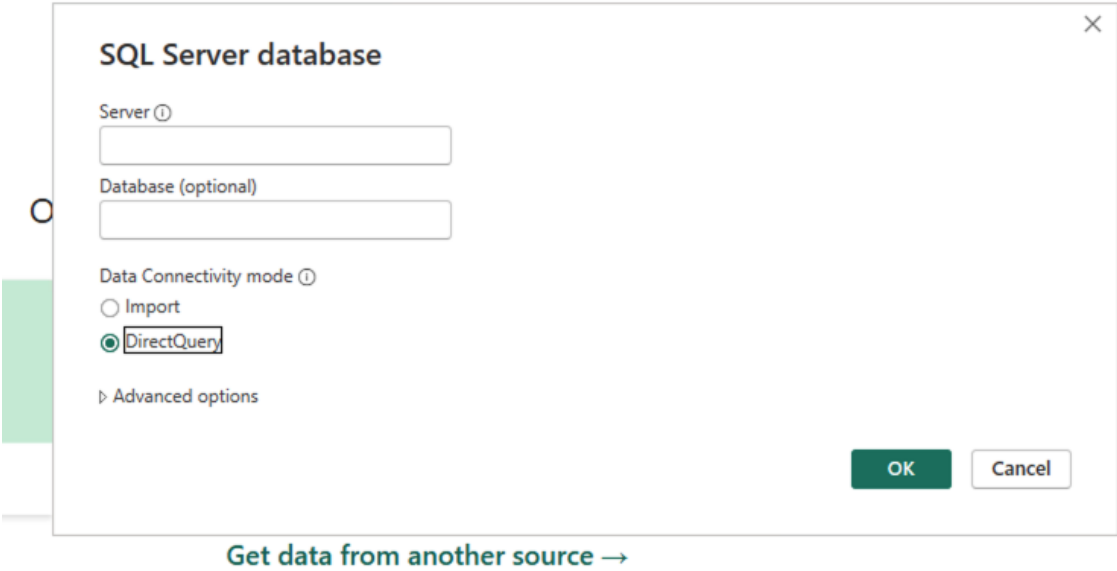 SQL Server database
Server
Database (optional)
O
Data Connectivity mode
Import
DirectQuery
Advanced options
OK
Cancel
Get data from another source →